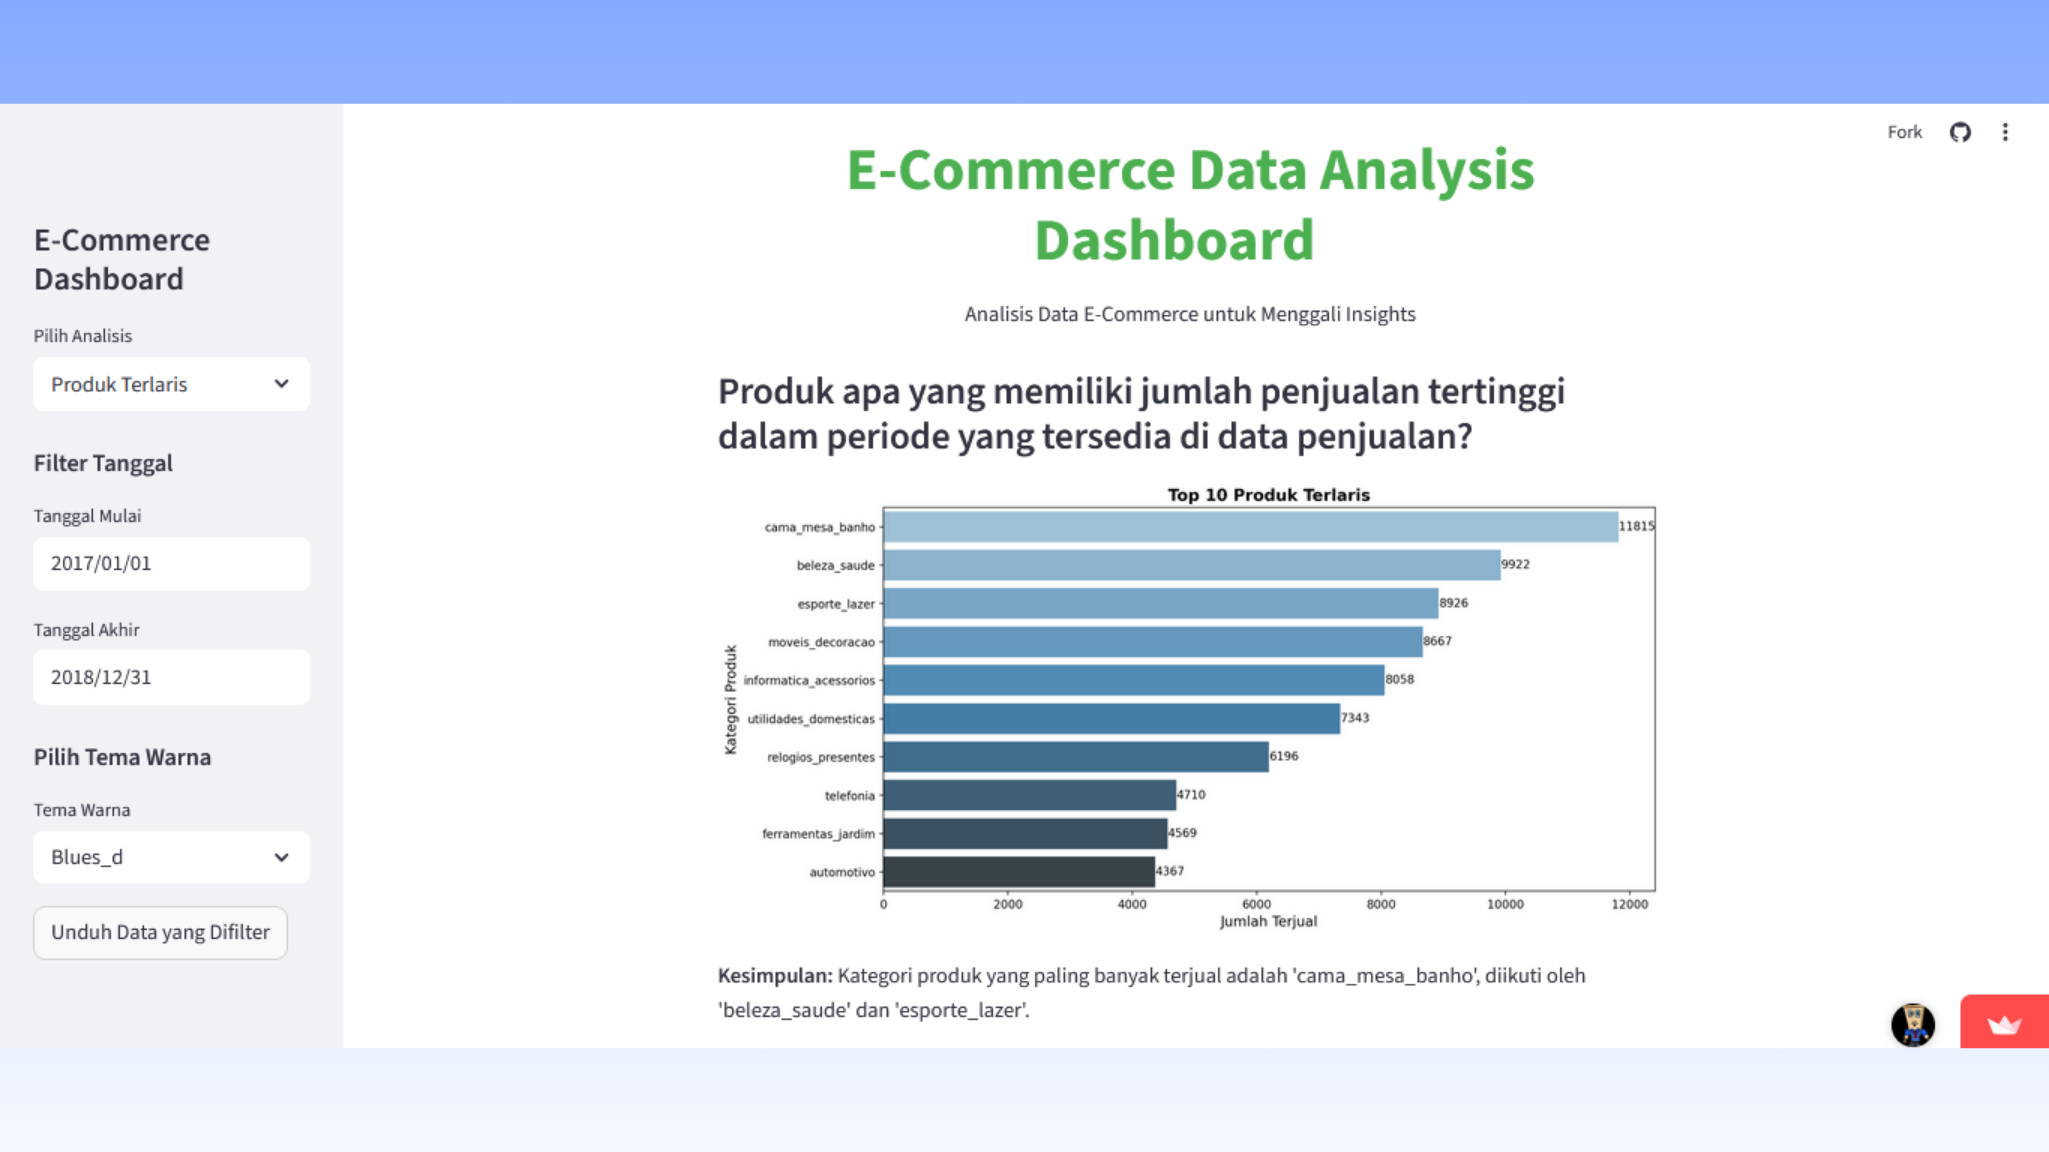 Fork
E-Commerce Data Analysis
Dashboard
Analisis Data E-Commerce untuk Menggali Insights
E-Commerce
Dashboard
Pilih Analisis
Produk Terlaris
Filter Tanggal
Tanggal Mulai
2017/01/01
Tanggal Akhir
2018/12/31
Pilih Tema Warna
Tema Warna
Blues_d
Unduh Data yang Difilter
Produk apa yang memiliki jumlah penjualan tertinggi
dalam periode yang tersedia di data penjualan?
Top 10 Produk Terlaris
Kategori Produk
cama_mesa_banho 11815
beleza_saude 9922
esporte_lazer 8926
moveis_decoracao 8667
informatica_acessorios 8058
utilidades_domesticas 7343
relogios_presentes 6196
telefonia 4710
ferramentas_jardim 4569
automotivo 4367
0 2000 4000 6000 8000 10000 12000
Jumlah Terjual
Kesimpulan: Kategori produk yang paling banyak terjual adalah 'cama_mesa_banho', diikuti oleh
'beleza_saude' dan 'esporte_lazer'.